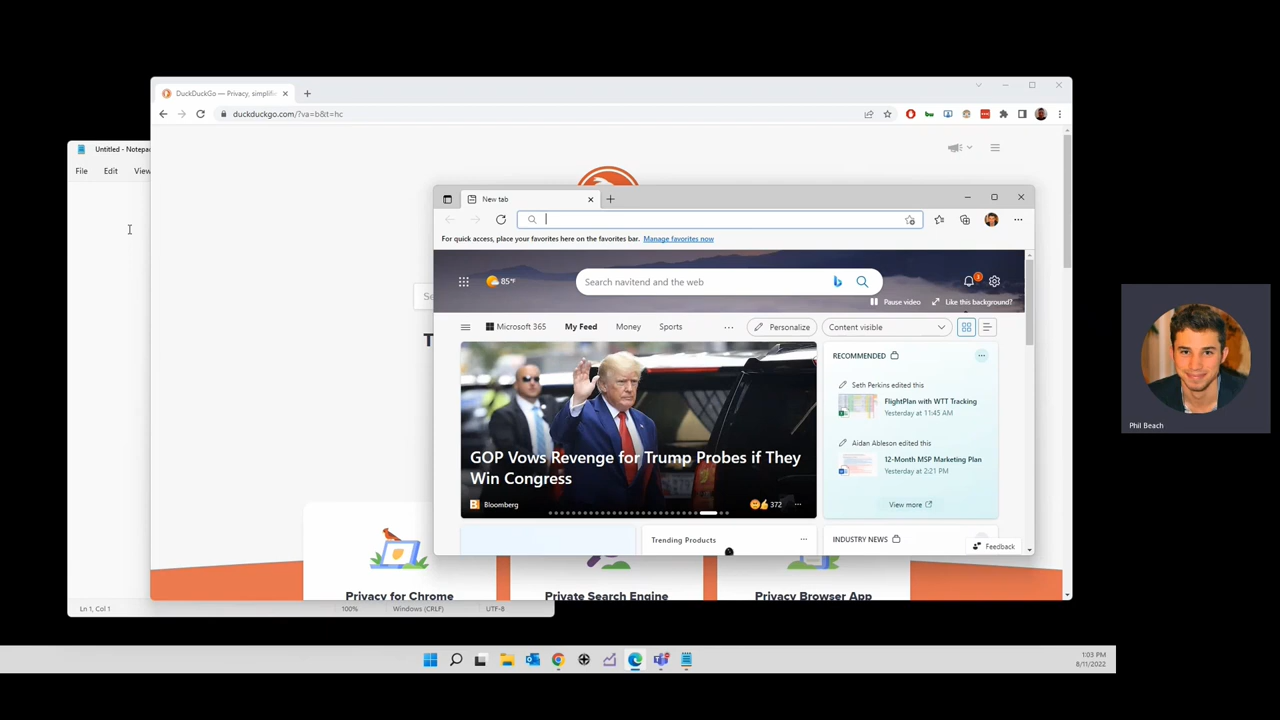 DuckDuckGo — Privacy, simplifi
duckduckgo.com/?va=b&t=hc
Untitled - Notepa
File Edit View
New tab
For quick access, place your favorites here on the favorites bar. Manage favorites now
85°F
Search navitend and the web
3
Pause video
Like this background?
Microsoft 365 My Feed Money Sports ... Personalize Content visible
RECOMMENDED
Seth Perkins edited this
FlightPlan with WTT Tracking
Yesterday at 11:45 AM
Aidan Ableson edited this
12-Month MSP Marketing Plan
Yesterday at 2:21 PM
View more
GOP Vows Revenge for Trump Probes if They
Win Congress
B Bloomberg
372
Se
T
Phil Beach
Trending Products
INDUSTRY NEWS
Feedback
Privacy for Chrome
Private Search Engine
Privacy Browser App
Ln 1, Col 1 100% Windows (CRLF) UTF-8
1:03 PM
8/11/2022